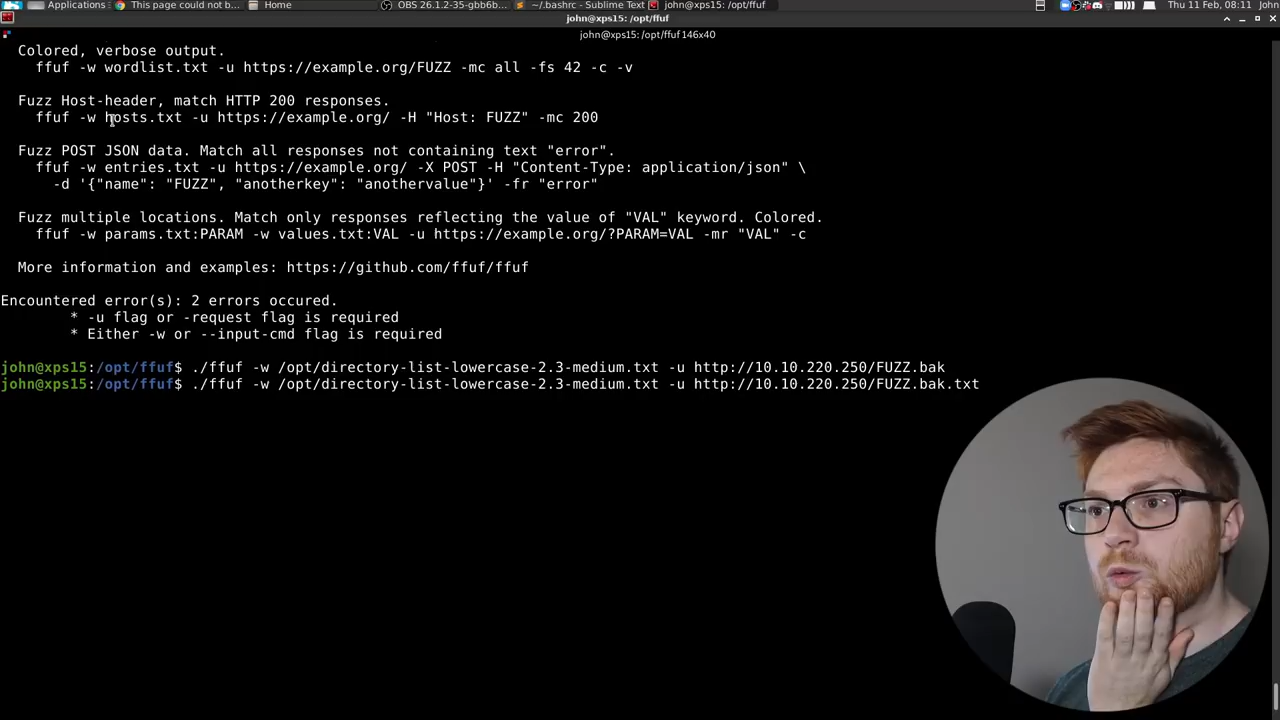 Applications
This page could not b...
Home
OBS 26.1.2-35-gbb6b...
~/.bashrc - Sublime Text
john@xps15: /opt/ffuf
Thu 11 Feb, 08:11
John
john@xps15: /opt/ffuf
john@xps15: /opt/ffuf 146x40
Colored, verbose output.
ffuf -w wordlist.txt -u https://example.org/FUZZ -mc all -fs 42 -c -v
Fuzz Host-header, match HTTP 200 responses.
ffuf -w hosts.txt -u https://example.org/ -H "Host: FUZZ" -mc 200
Fuzz POST JSON data. Match all responses not containing text "error".
ffuf -w entries.txt -u https://example.org/ -X POST -H "Content-Type: application/json" \
-d '{"name": "FUZZ", "anotherkey": "anothervalue"}' -fr "error"
Fuzz multiple locations. Match only responses reflecting the value of "VAL" keyword. Colored.
ffuf -w params.txt:PARAM -w values.txt:VAL -u https://example.org/?PARAM=VAL -mr "VAL" -c
More information and examples: https://github.com/ffuf/ffuf
Encountered error(s): 2 errors occured.
* -u flag or -request flag is required
* Either -w or --input-cmd flag is required
john@xps15:/opt/ffuf$ ./ffuf -w /opt/directory-list-lowercase-2.3-medium.txt -u http://10.10.220.250/FUZZ.bak
john@xps15:/opt/ffuf$ ./ffuf -w /opt/directory-list-lowercase-2.3-medium.txt -u http://10.10.220.250/FUZZ.bak.txt